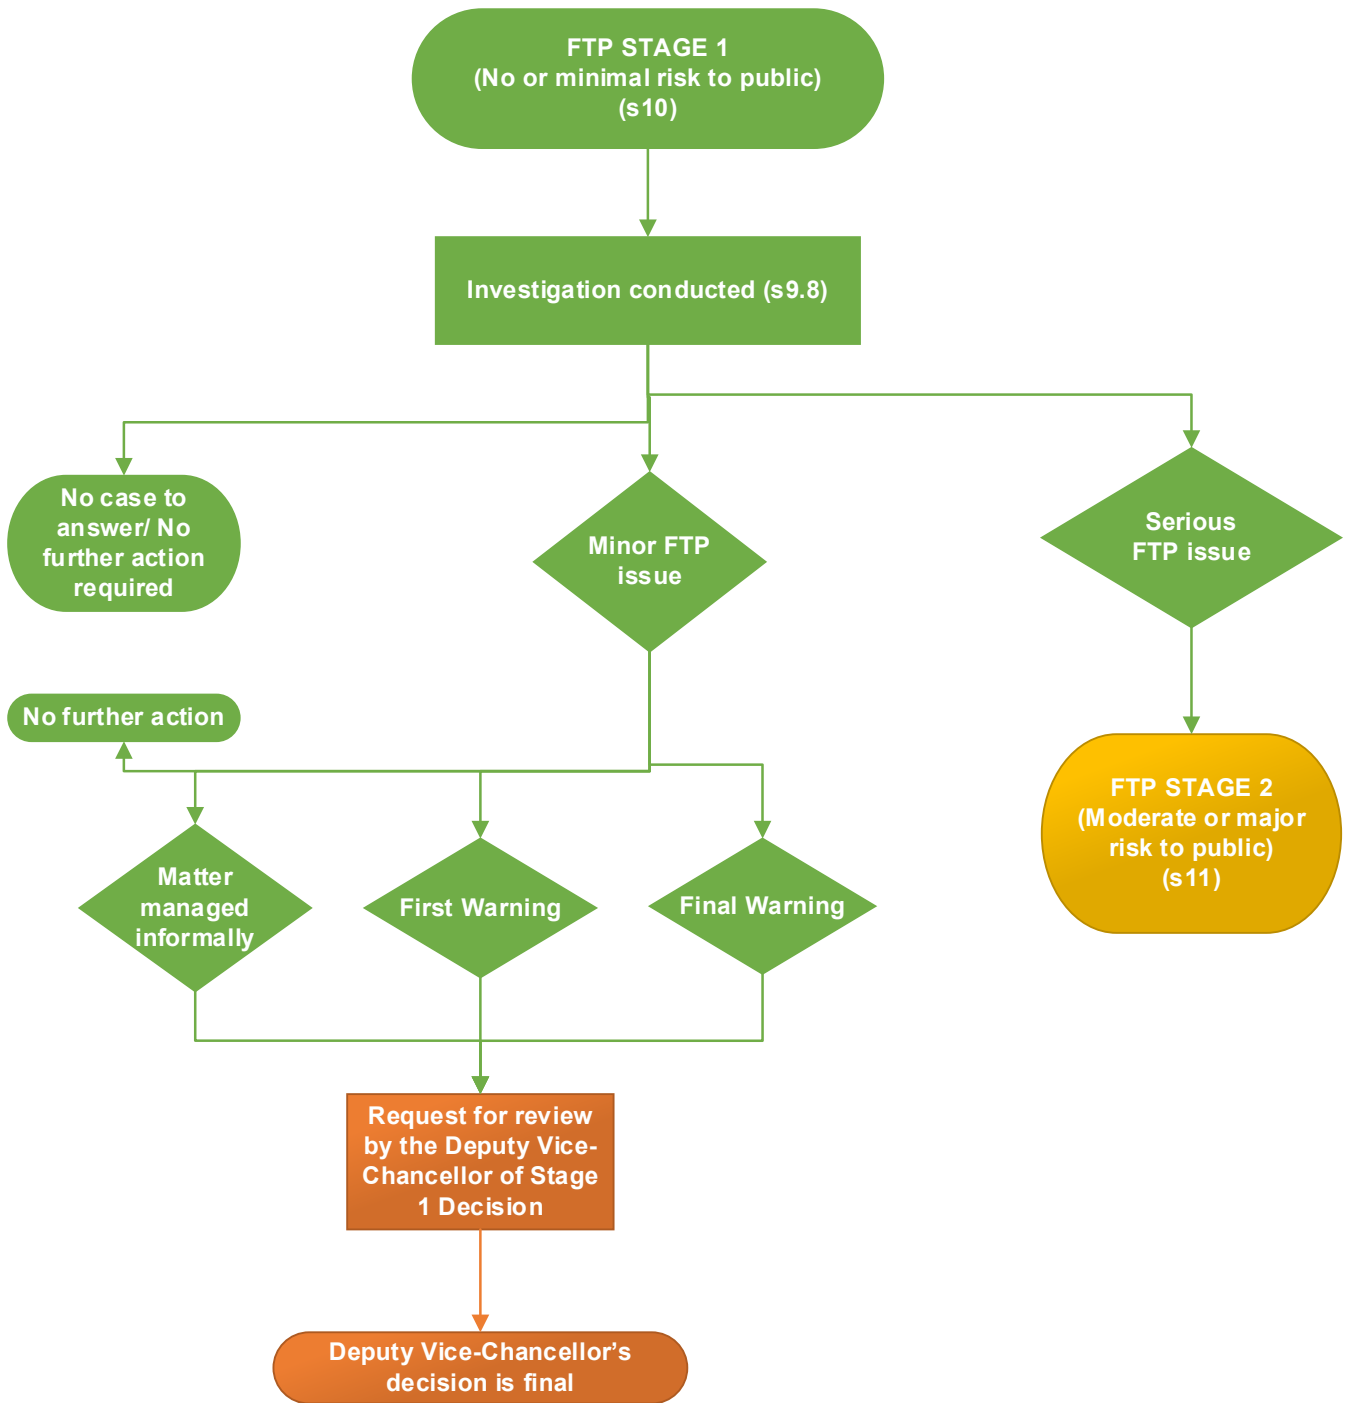 FTP STAGE 1
(No or minimal risk to public)
(s10)
Investigation conducted (s9.8)
No case to
answer/ No
further action
required
Minor FTP
issue
Serious
FTP issue
No further action
FTP STAGE 2
(Moderate or major
risk to public)
(s11)
Matter
managed
informally
First Warning
Final Warning
Request for review
by the Deputy Vice-
Chancellor of Stage
1 Decision
Deputy Vice-Chancellor’s
decision is final